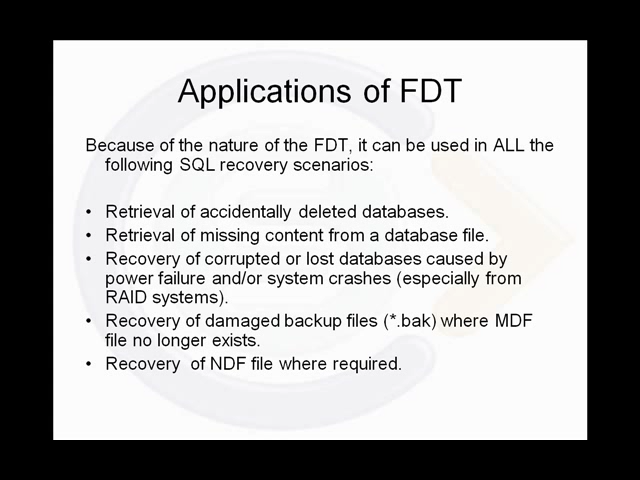 Applications of FDT
Because of the nature of the FDT, it can be used in ALL the
following SQL recovery scenarios:
• Retrieval of accidentally deleted databases.
• Retrieval of missing content from a database file.
• Recovery of corrupted or lost databases caused by
power failure and/or system crashes (especially from
RAID systems).
• Recovery of damaged backup files (*.bak) where MDF
file no longer exists.
• Recovery  of NDF file where required.